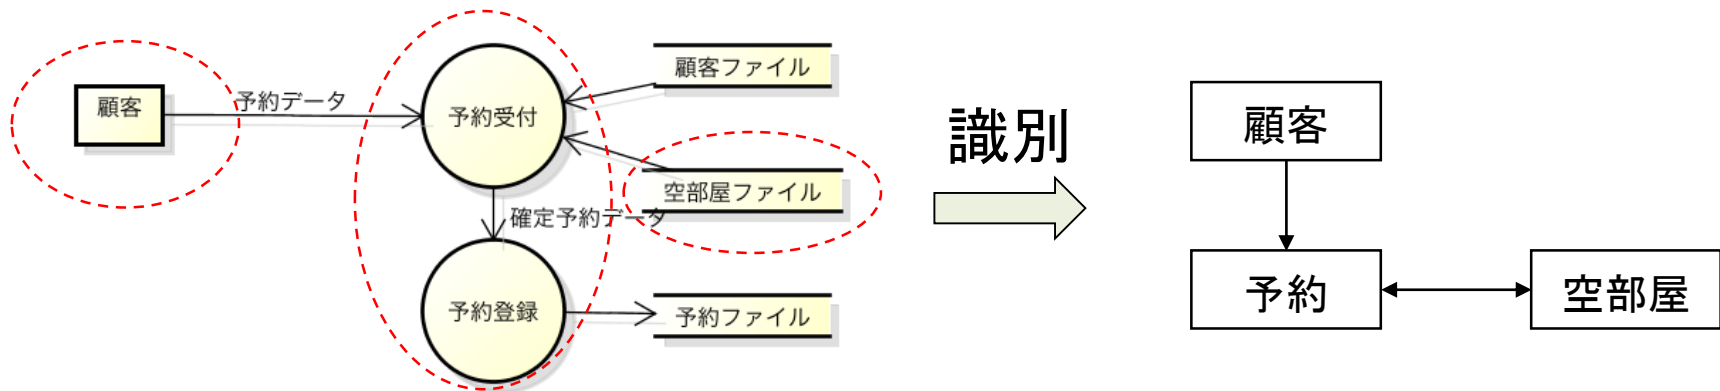 顧客
予約データ
予約受付
顧客ファイル
空部屋ファイル
確定予約データ
予約登録
予約ファイル
識別
顧客
予約
空部屋